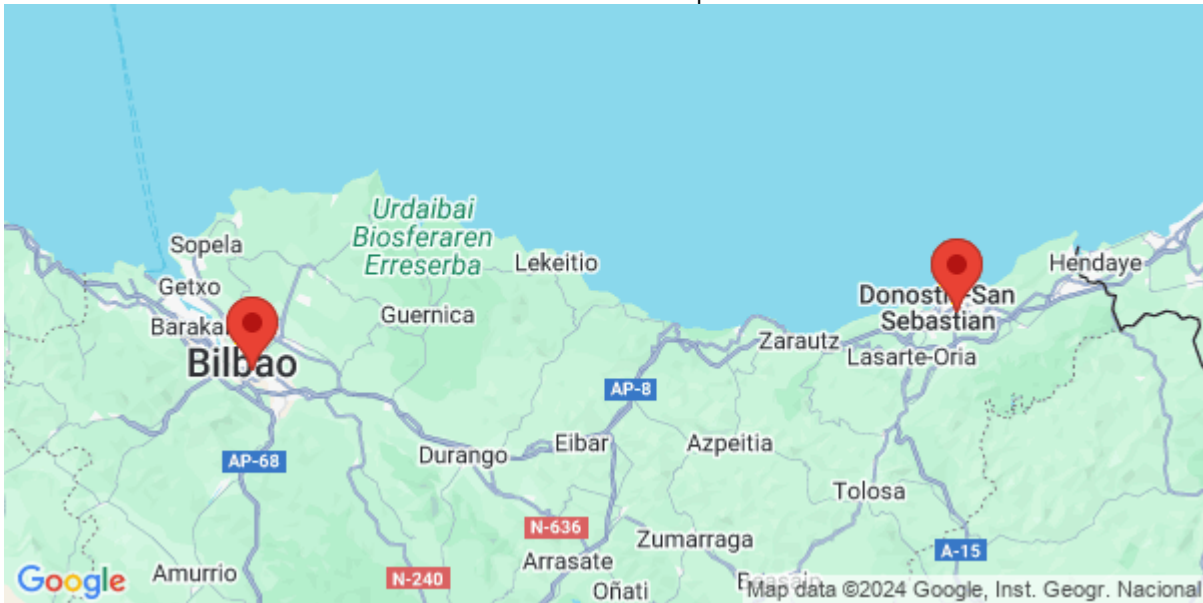 Urdaibai
Biosferaren
Erreserba
Sopela
Lekeitio
Hendaye
Getxo
Donosti-San
Sebastian
Guernica
Zarautz
Lasarte-Oria
Bilbao
AP-8
Eibar
Azpeitia
Durango
AP-68
Tolosa
N-636
Zumarraga
A-15
Arrasate
Amurrio
N-240
Oñati
Google
Map data ©2024 Google, Inst. Geogr. Nacional